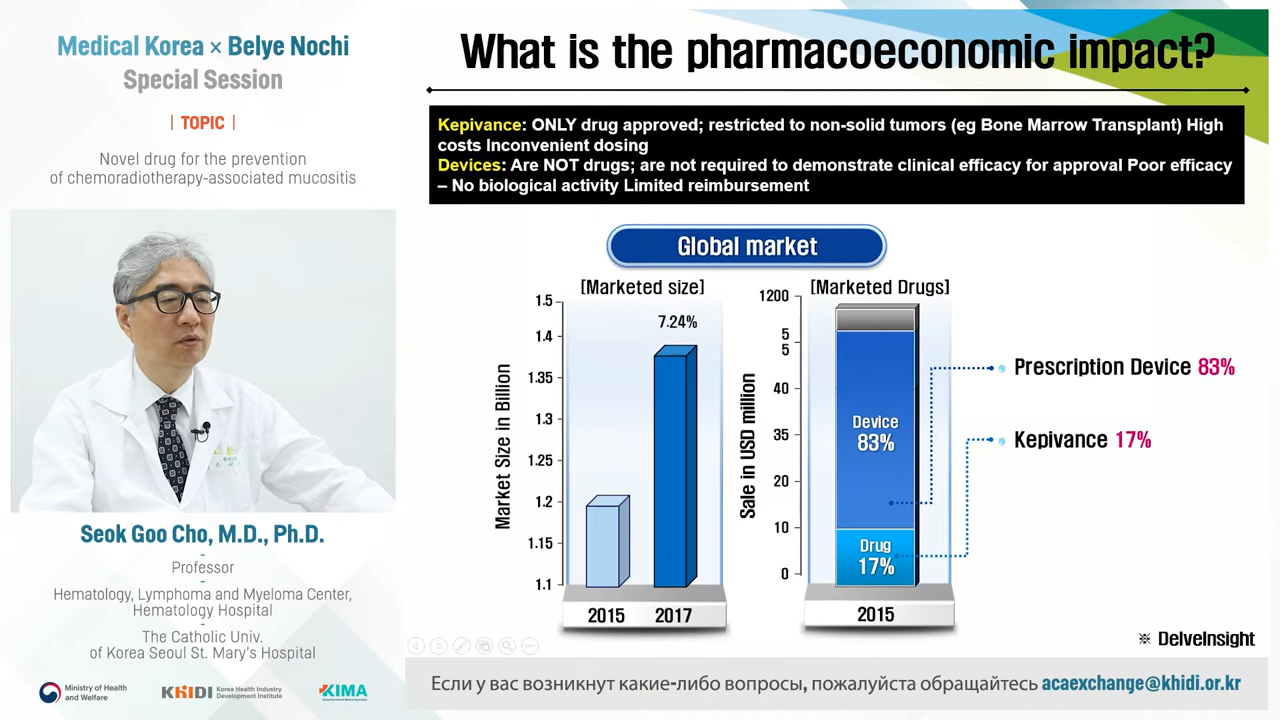 Medical Korea × Belye Nochi
Special Session
| TOPIC |
Novel drug for the prevention
of chemoradiotherapy-associated mucositis
Seok Goo Cho, M.D., Ph.D.
Professor
Hematology, Lymphoma and Myeloma Center,
Hematology Hospital
The Catholic Univ.
of Korea Seoul St. Mary's Hospital
Ministry of Health
and Welfare
KHIDI
Korea Health Industry
Development Institute
KIMA
What is the pharmacoeconomic impact?
Kepivance: ONLY drug approved; restricted to non-solid tumors (eg Bone Marrow Transplant) High
costs Inconvenient dosing
Devices: Are NOT drugs; are not required to demonstrate clinical efficacy for approval Poor efficacy
– No biological activity Limited reimbursement
Global market
[Marketed size]
Market Size in Billion
1.5
1.4
1.35
1.3
1.25
1.2
1.15
1.1
7.24%
2015
2017
[Marketed Drugs]
Sale in USD million
1200
5
5
40
35
20
10
0
Device
83%
Drug
17%
2015
Prescription Device 83%
Kepivance 17%
※ DelveInsight
Если у вас возникнут какие-либо вопросы, пожалуйста обращайтесь acaexchange@khidi.or.kr